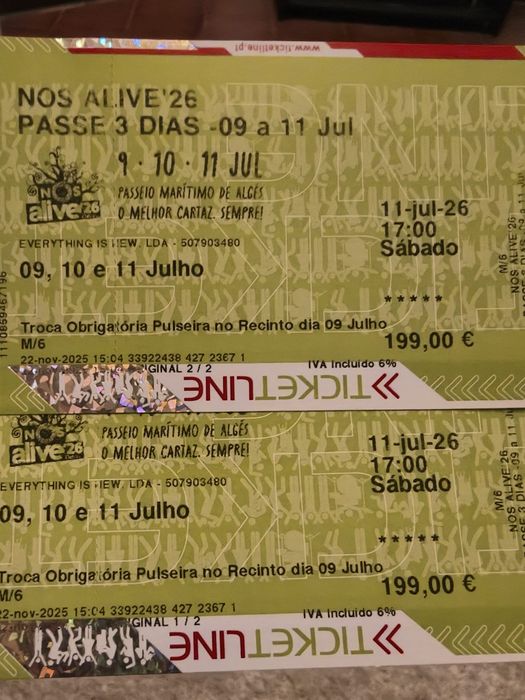 www.ticketline.pt
NOS ALIVE'26
PASSE 3 DIAS -09 a 11 Jul
9 · 10 · 11 JUL
NOS
alive'26
PASSEIO MARÍTIMO DE ALGÉS
O MELHOR CARTAZ. SEMPRE!
11-jul-26
17:00
Sábado
EVERYTHING IS NEW, LDA - 507903480
09, 10 e 11 Julho
*****
Troca Obrigatória Pulseira no Recinto dia 09 Julho
M/6
199,00 €
22-nov-2025 15:04 33922438 427 2367 1
IGINAL 2 / 2
IVA Incluído 6%
1110869467196
M/6
NOS ALIVE'26
TICKETLINE
NOS
alive'26
PASSEIO MARÍTIMO DE ALGÉS
O MELHOR CARTAZ. SEMPRE!
11-jul-26
17:00
Sábado
EVERYTHING IS NEW, LDA - 507903480
09, 10 e 11 Julho
*****
Troca Obrigatória Pulseira no Recinto dia 09 Julho
M/6
199,00 €
22-nov-2025 15:04 33922438 427 2367 1
IGINAL 1 / 2
IVA Incluído 6%
M/6
NOS ALIVE'26
TICKETLINE